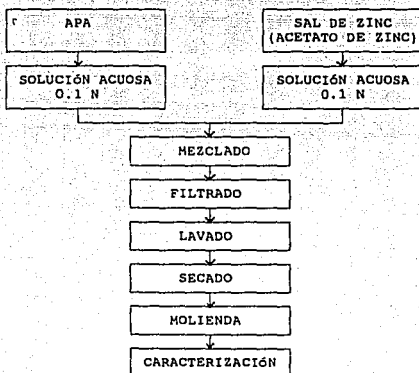 APA
SAL DE ZINC
(ACETATO DE ZINC)
SOLUCIÓN ACUOSA
0.1 N
SOLUCIÓN ACUOSA
0.1 N
MEZCLADO
FILTRADO
LAVADO
SECADO
MOLIENDA
CARACTERIZACIÓN